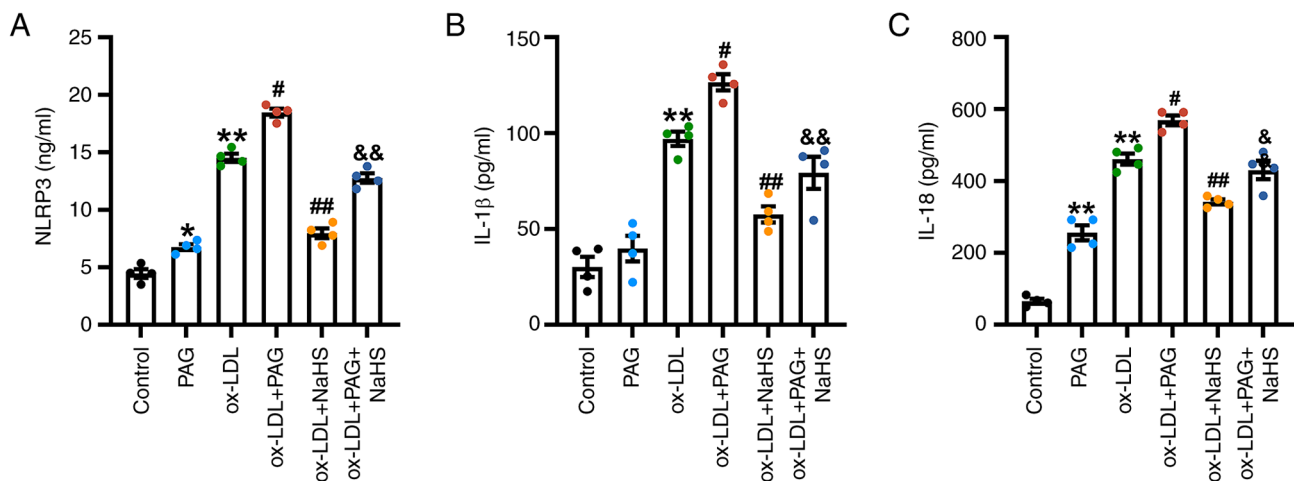 A
NLRP3 (ng/ml)
25
20
15
10
5
0
*
**
#
##
&&
Control
PAG
ox-LDL
ox-LDL+PAG
ox-LDL+NaHS
ox-LDL+PAG+
NaHS
B
IL-1β (pg/ml)
150
100
50
0
**
#
##
&&
Control
PAG
ox-LDL
ox-LDL+PAG
ox-LDL+NaHS
ox-LDL+PAG+
NaHS
C
IL-18 (pg/ml)
800
600
400
200
0
**
**
#
##
&
Control
PAG
ox-LDL
ox-LDL+PAG
ox-LDL+NaHS
ox-LDL+PAG+
NaHS